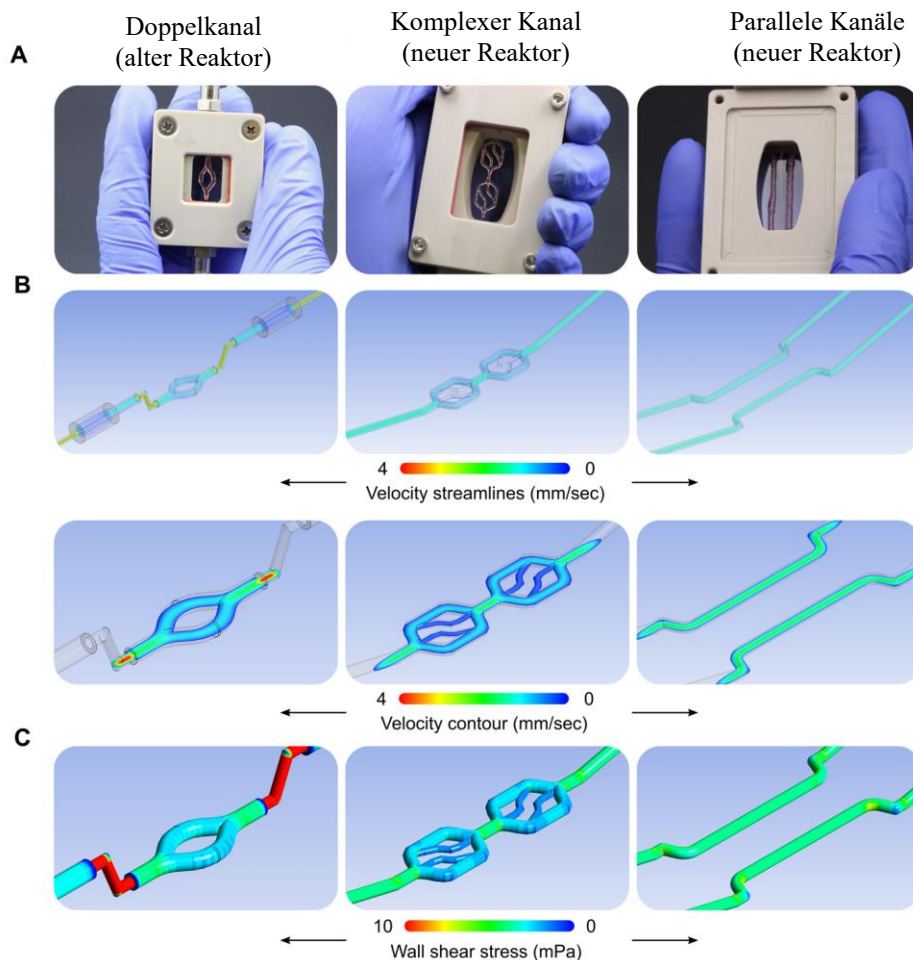 Doppelkanal
(alter Reaktor)
Komplexer Kanal
(neuer Reaktor)
Parallele Kanäle
(neuer Reaktor)
A
B
4 0
Velocity streamlines (mm/sec)
4 0
Velocity contour (mm/sec)
C
10 0
Wall shear stress (mPa)